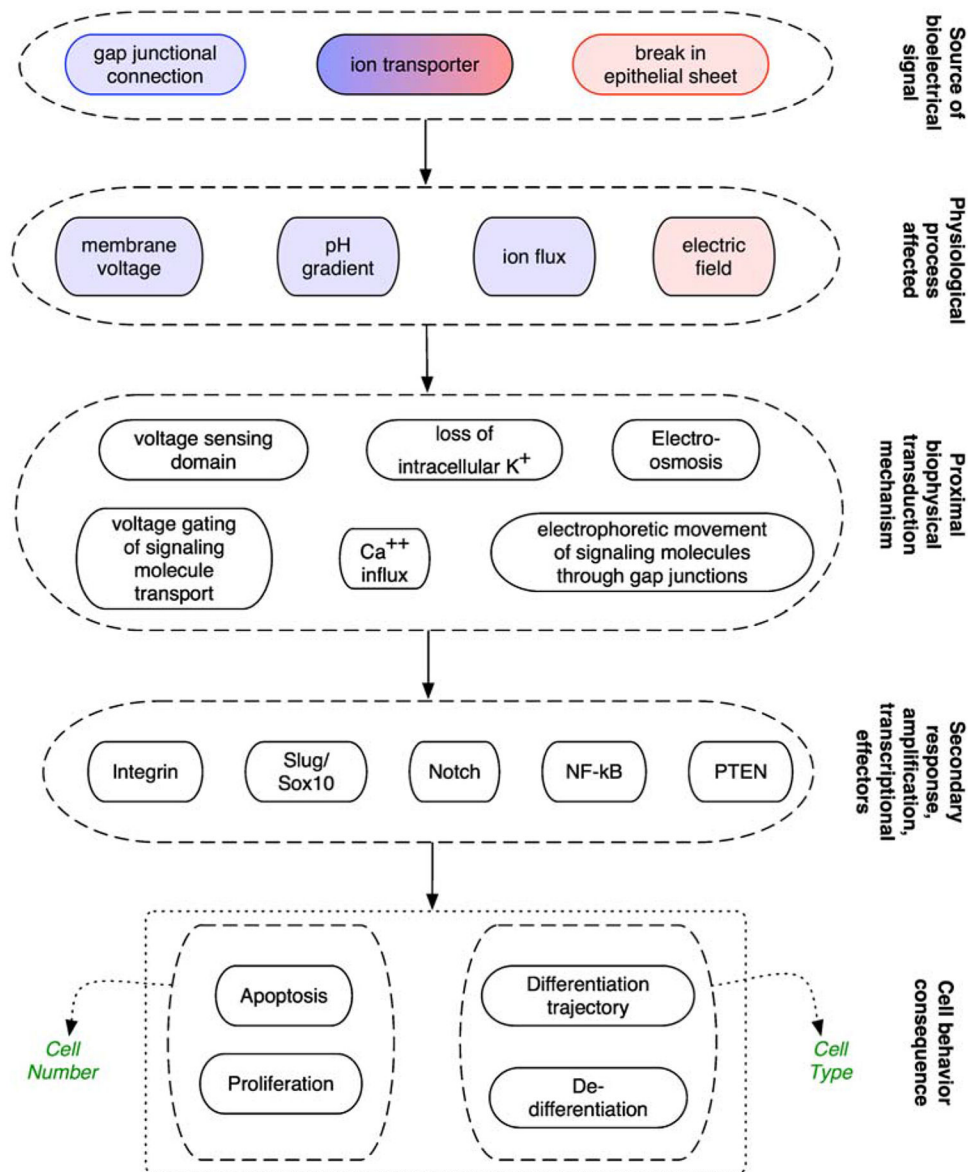 gap junctional
connection
ion transporter
break in
epithelial sheet
Source of
bioelectrical
signal
membrane
voltage
pH
gradient
ion flux
electric
field
Physiological
process
affected
voltage sensing
domain
loss of
intracellular K+
Electro-
osmosis
voltage gating
of signaling
molecule
transport
Ca++
influx
electrophoretic movement
of signaling molecules
through gap junctions
Proximal
biophysical
transduction
mechanism
Integrin
Slug/
Sox10
Notch
NF-kB
PTEN
Secondary
response,
amplification,
transcriptional
effectors
Apoptosis
Proliferation
Differentiation
trajectory
De-
differentiation
Cell
Number
Cell
Type
Cell behavior
consequence